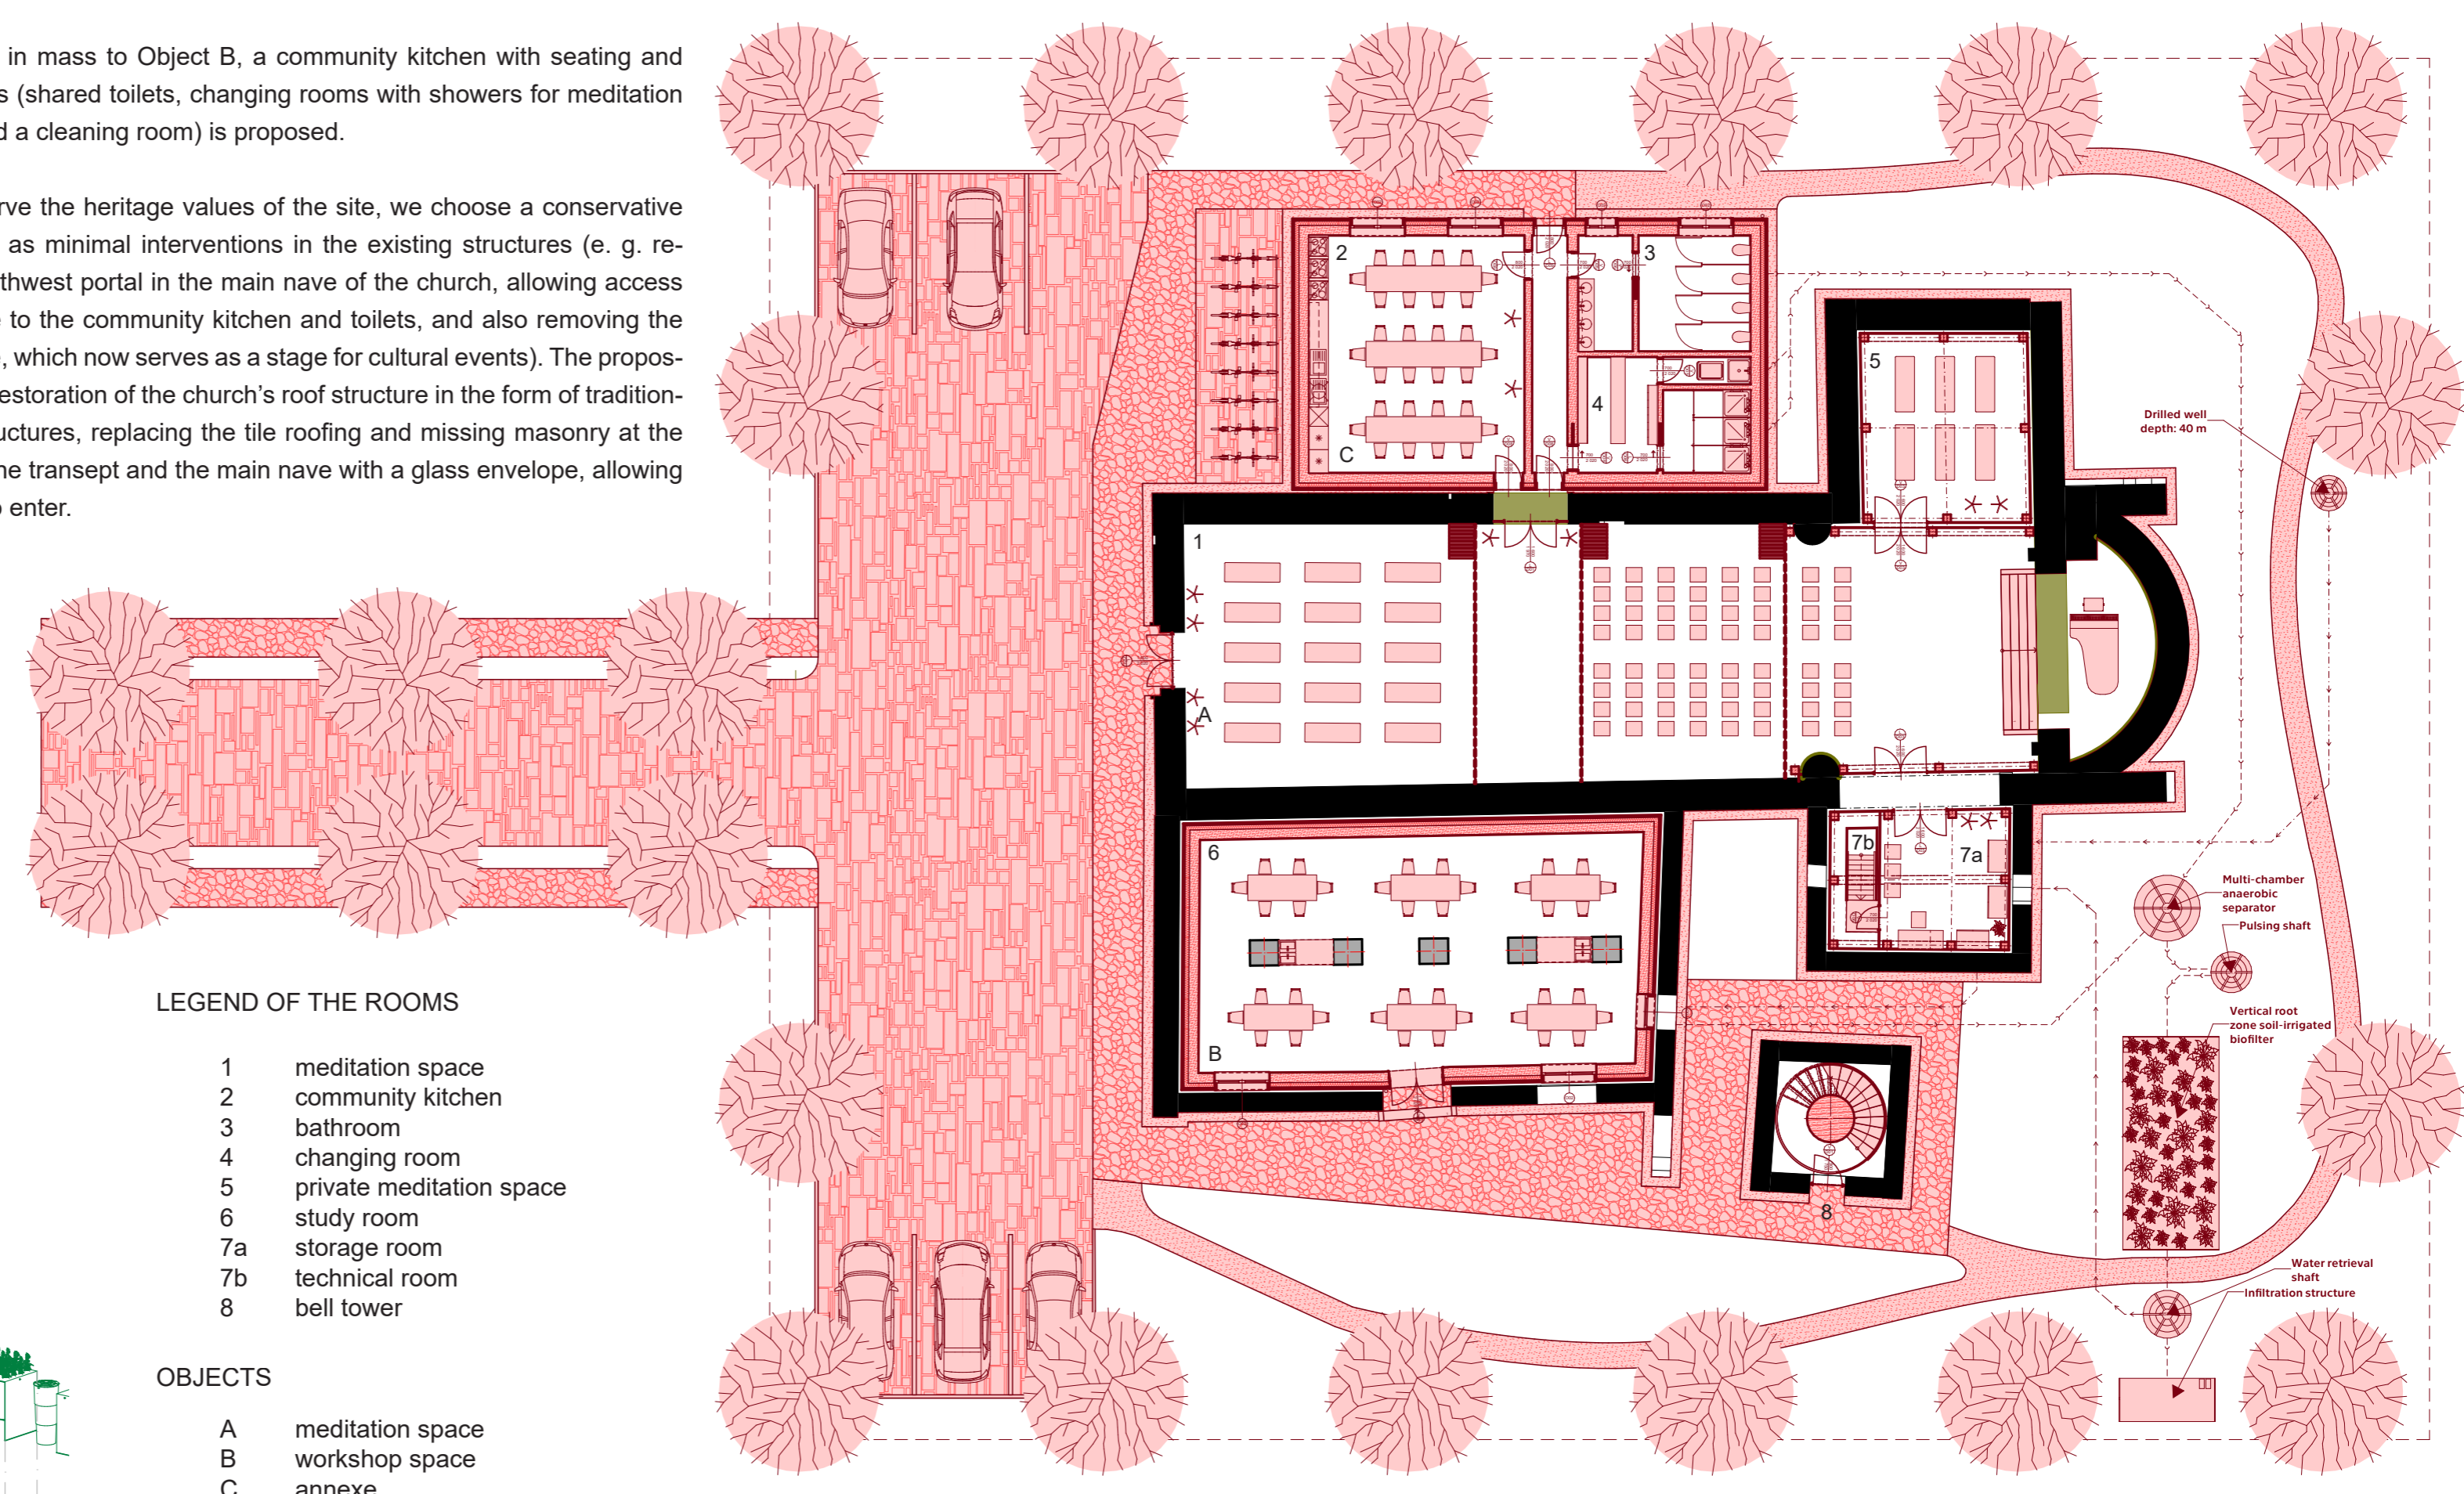 in mass to Object B, a community kitchen with seating and
s (shared toilets, changing rooms with showers for meditation
d a cleaning room) is proposed.
rve the heritage values of the site, we choose a conservative
as minimal interventions in the existing structures (e. g. re-
thwest portal in the main nave of the church, allowing access
e to the community kitchen and toilets, and also removing the
e, which now serves as a stage for cultural events). The propos-
estoration of the church's roof structure in the form of tradition-
uctures, replacing the tile roofing and missing masonry at the
he transept and the main nave with a glass envelope, allowing
o enter.
LEGEND OF THE ROOMS
1 meditation space
2 community kitchen
3 bathroom
4 changing room
5 private meditation space
6 study room
7a storage room
7b technical room
8 bell tower
OBJECTS
A meditation space
B workshop space
C annexe
2
3
4
C
5
1
A
6
B
7b
7a
8
Drilled well
depth: 40 m
Multi-chamber
anaerobic
separator
Pulsing shaft
Vertical root
zone soil-irrigated
biofilter
Water retrieval
shaft
Infiltration structure